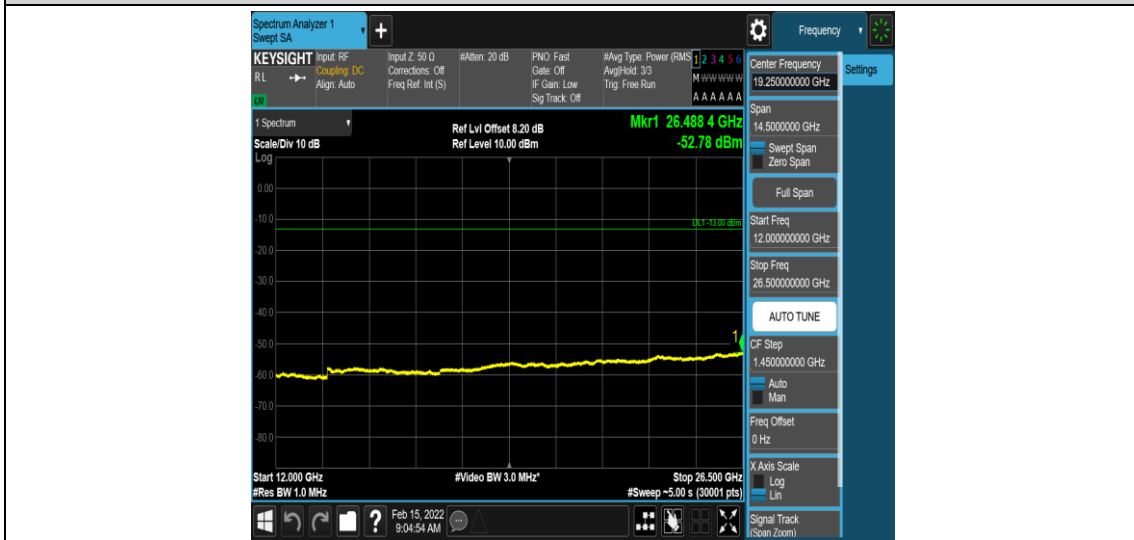 Spectrum Analyzer 1
Swept SA
+
Frequency
KEYSIGHT
RL
LXI
Input: RF
Coupling: DC
Align: Auto
Input Z: 50 Ω
Corrections: Off
Freq Ref: Int (S)
#Atten: 20 dB
PNO: Fast
Gate: Off
IF Gain: Low
Sig Track: Off
#Avg Type: Power (RMS
Avg|Hold: 3/3
Trig: Free Run
1 2 3 4 5 6
M W W W W W
A A A A A A
1 Spectrum
Scale/Div 10 dB
Log
Ref Lvl Offset 8.20 dB
Ref Level 10.00 dBm
Mkr1 26.488 4 GHz
-52.78 dBm
0.00
-10.0
DL1 -13.00 dBm
-20.0
-30.0
-40.0
1
-50.0
-60.0
-70.0
-80.0
Start 12.000 GHz
#Res BW 1.0 MHz
#Video BW 3.0 MHz*
Stop 26.500 GHz
#Sweep ~5.00 s (30001 pts)
Center Frequency
19.250000000 GHz
Settings
Span
14.5000000 GHz
Swept Span
Zero Span
Full Span
Start Freq
12.000000000 GHz
Stop Freq
26.500000000 GHz
AUTO TUNE
CF Step
1.450000000 GHz
Auto
Man
Freq Offset
0 Hz
X Axis Scale
Log
Lin
Signal Track
(Span Zoom)
?
Feb 15, 2022
9:04:54 AM